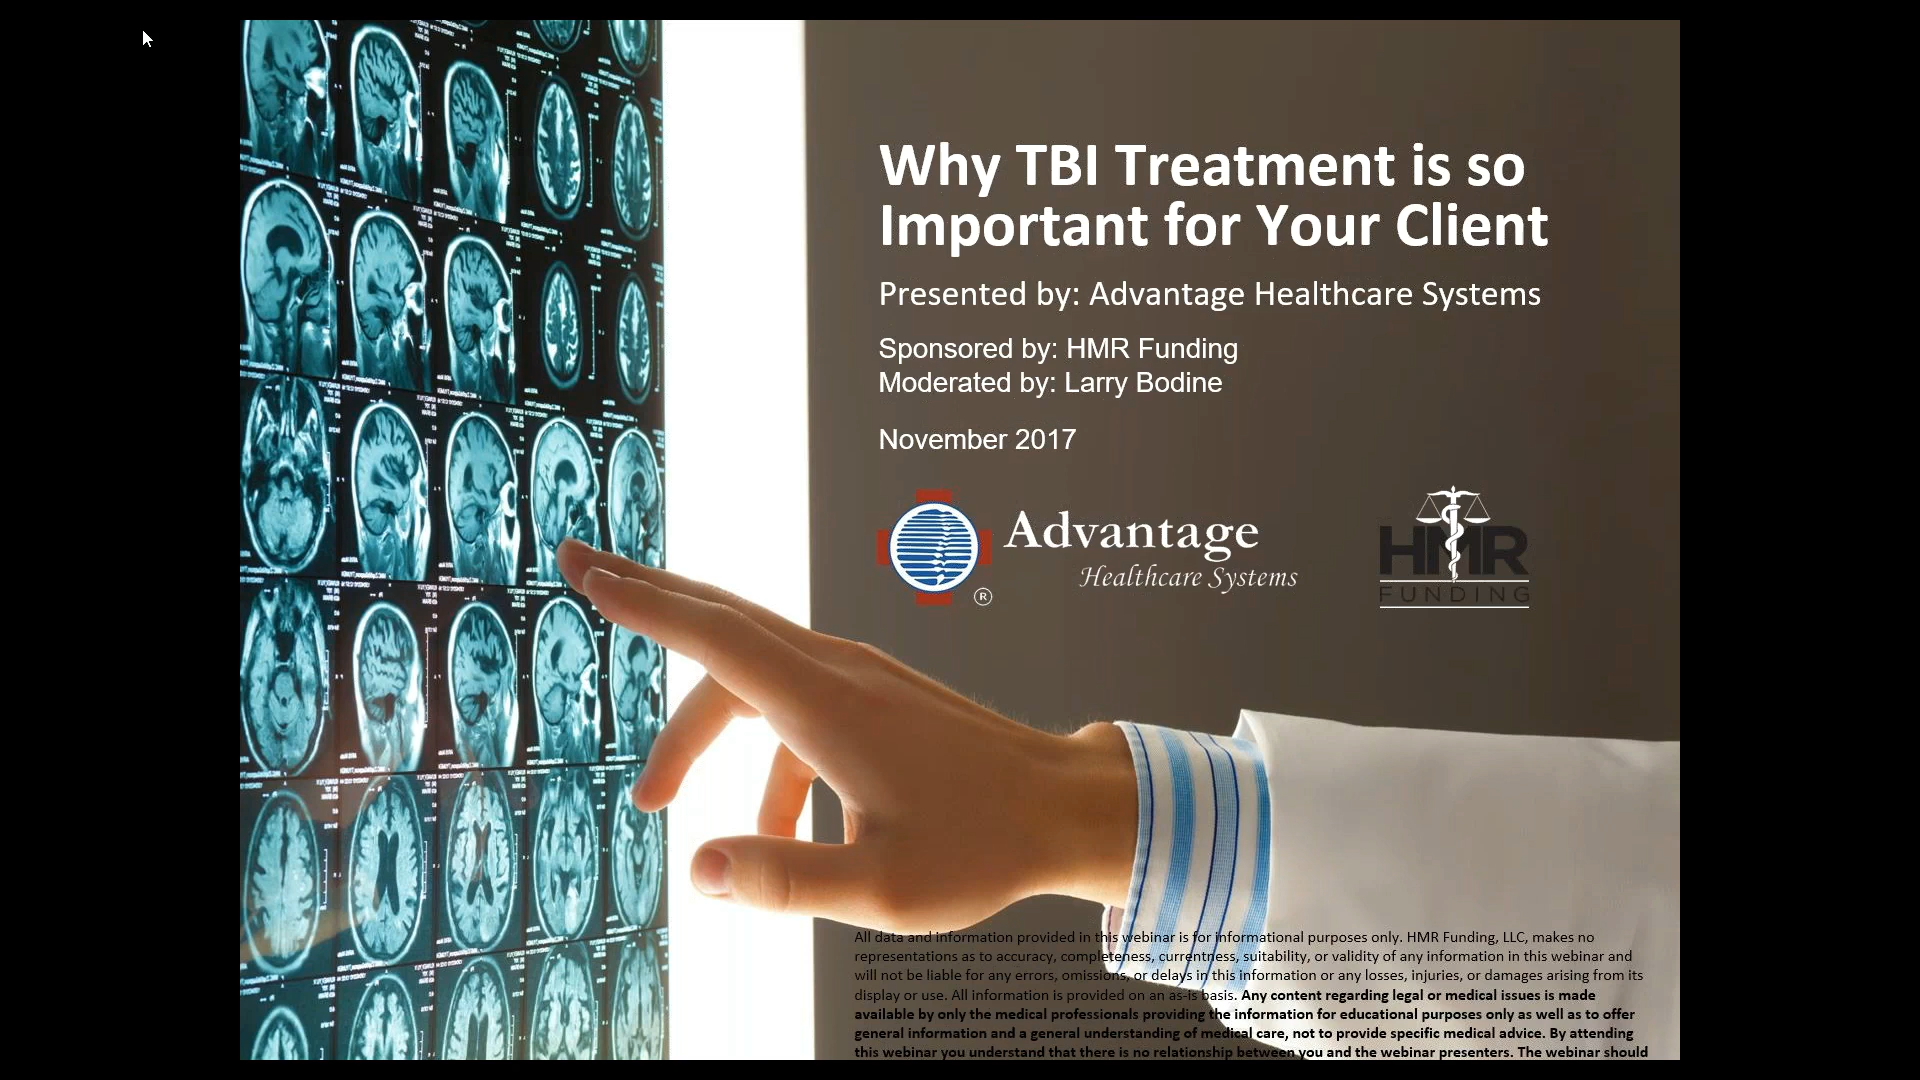 Why TBI Treatment is so
Important for Your Client
Presented by: Advantage Healthcare Systems
Sponsored by: HMR Funding
Moderated by: Larry Bodine
November 2017
Advantage
Healthcare Systems
®
HMR
FUNDING
All data and information provided in this webinar is for informational purposes only. HMR Funding, LLC, makes no
representations as to accuracy, completeness, currentness, suitability, or validity of any information in this webinar and
will not be liable for any errors, omissions, or delays in this information or any losses, injuries, or damages arising from its
display or use. All information is provided on an as-is basis. Any content regarding legal or medical issues is made
available by only the medical professionals providing the information for educational purposes only as well as to offer
general information and a general understanding of medical care, not to provide specific medical advice. By attending
this webinar you understand that there is no relationship between you and the webinar presenters. The webinar should